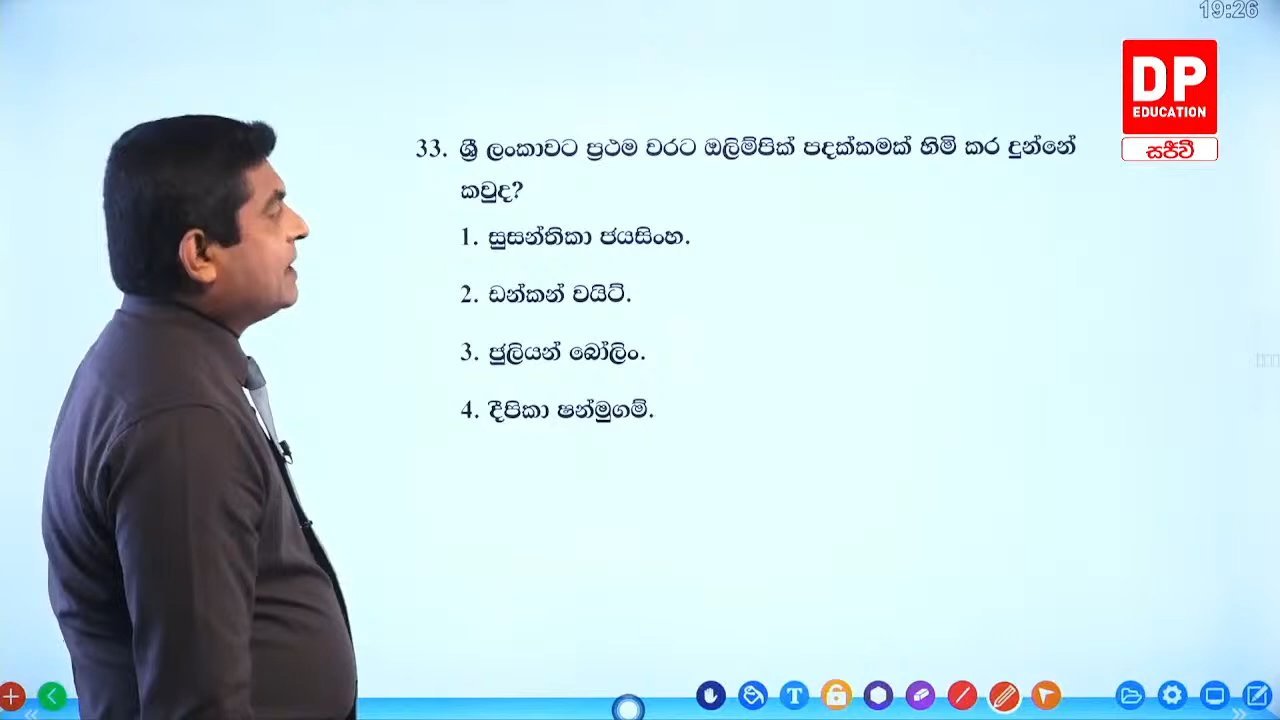 19:26
DP
EDUCATION
සජීවී
33. ශ්‍රී ලංකාවට ප්‍රථම වරට ඔලිම්පික් පදක්කමක් හිමි කර දුන්නේ
කවුද?
1. සුසන්තිකා ජයසිංහ.
2. ඩන්කන් වයිට්.
3. ජුලියන් බෝලිං.
4. දීපිකා ෂන්මුගම්.
T